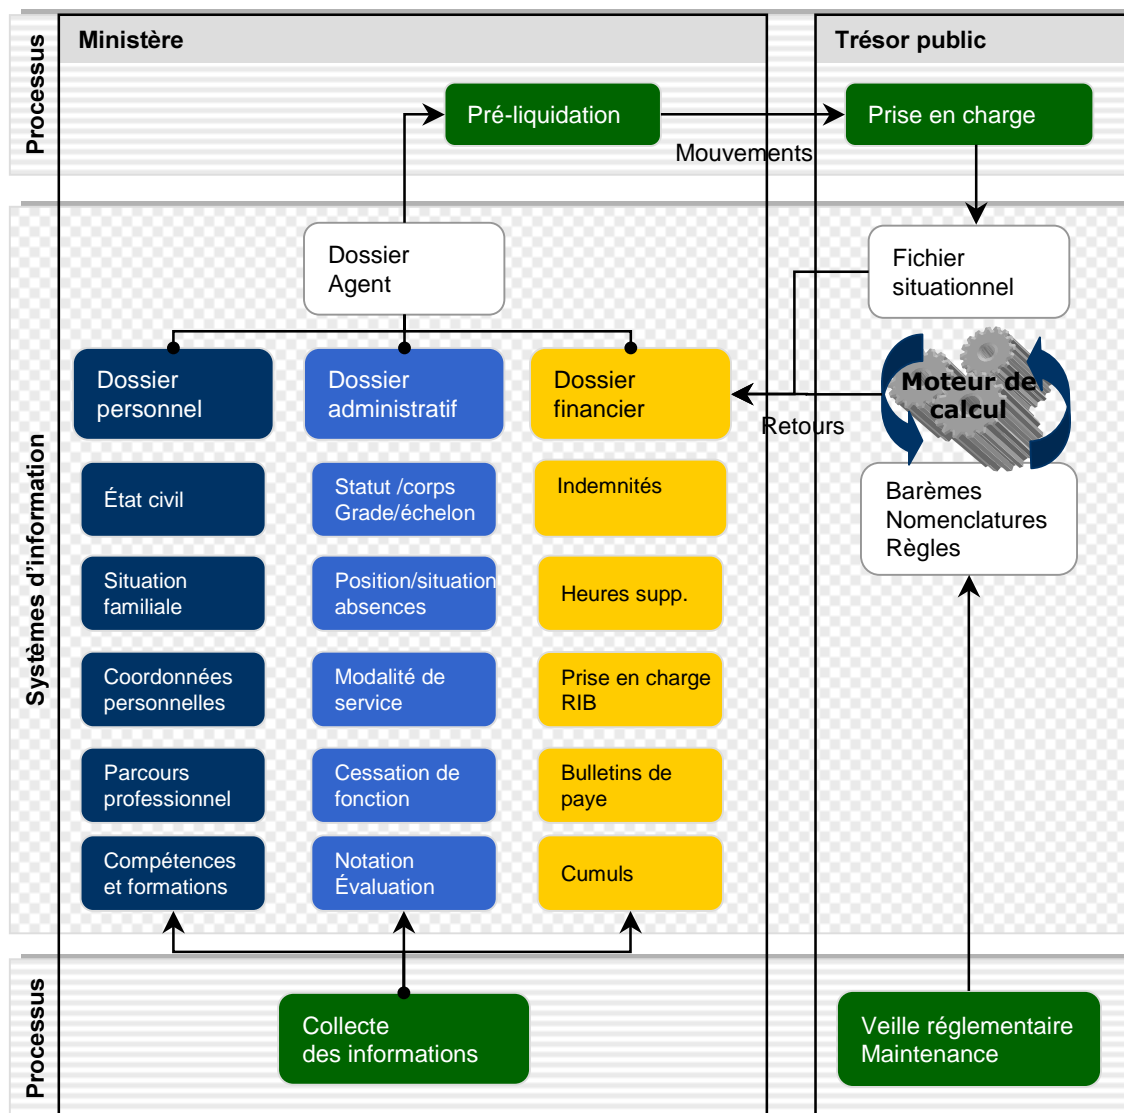 Processus
Ministère
Trésor public
Pré-liquidation
Prise en charge
Mouvements
Systèmes d'information
Dossier
Agent
Fichier
situationnel
Dossier
personnel
Dossier
administratif
Dossier
financier
Moteur de
calcul
Retours
État civil
Statut /corps
Grade/échelon
Indemnités
Barèmes
Nomenclatures
Règles
Situation
familiale
Position/situation
absences
Heures supp.
Coordonnées
personnelles
Modalité de
service
Prise en charge
RIB
Parcours
professionnel
Cessation de
fonction
Bulletins de
paye
Compétences
et formations
Notation
Évaluation
Cumuls
Processus
Collecte
des informations
Veille réglementaire
Maintenance